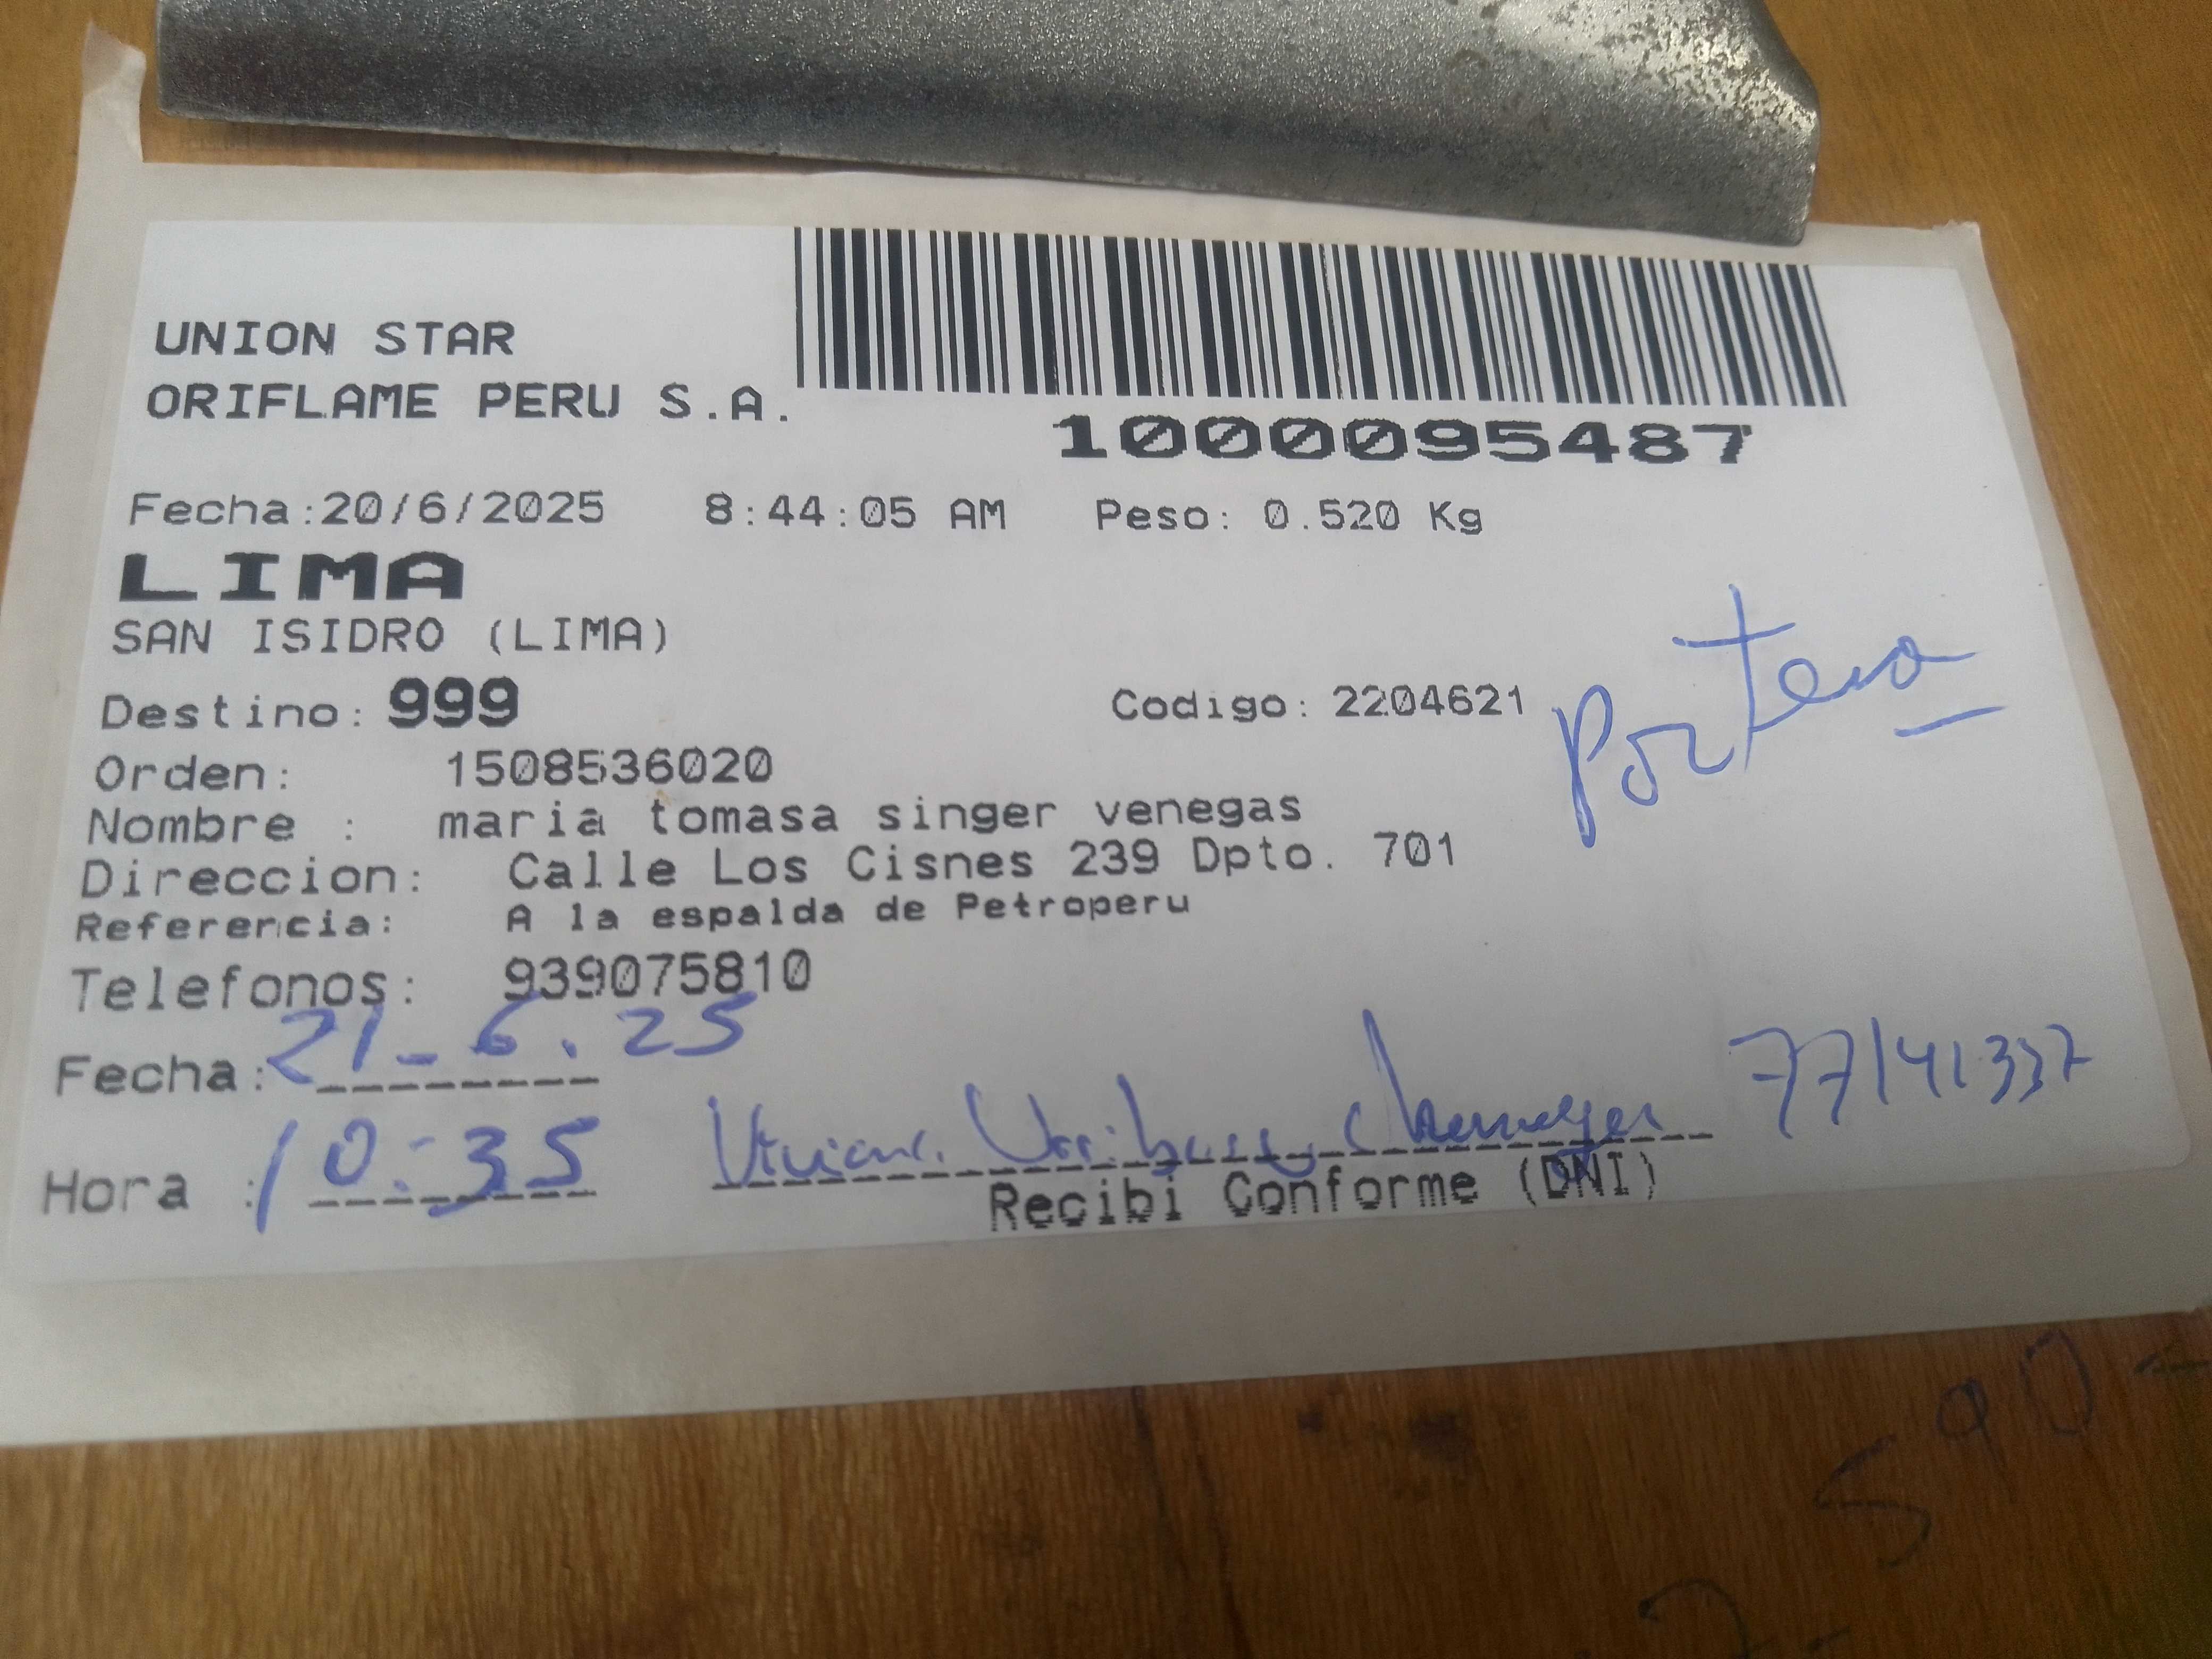 UNION STAR
ORIFLAME PERU S.A.
1000095487
Fecha:20/6/2025 8:44:05 AM Peso: 0.520 Kg
LIMA
SAN ISIDRO (LIMA)
Destino: 999 Codigo: 2204621
Portero
Orden: 1508536020
Nombre : maria tomasa singer venegas
Direccion: Calle Los Cisnes 239 Dpto. 701
Referencia: A la espalda de Petroperu
Telefonos: 939075810
Fecha: 21-6.25
Hora : 10:35
77141337
Recibi Conforme (DNI)
590-